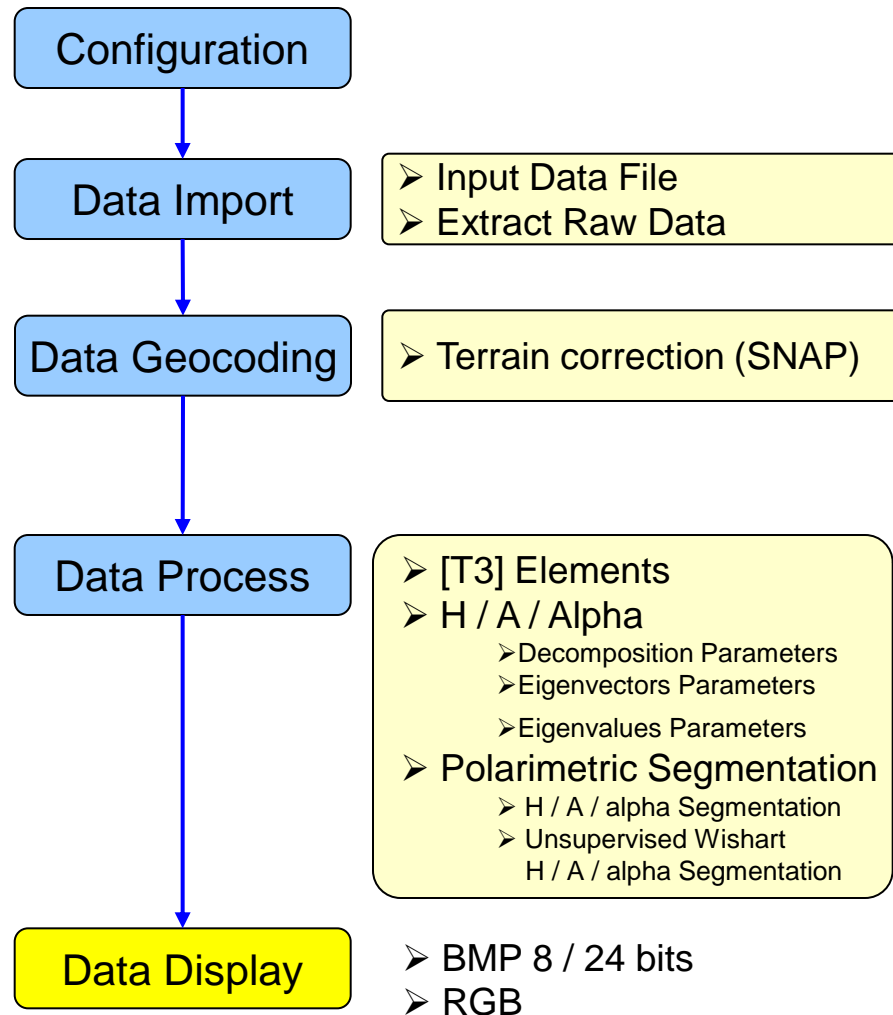 Configuration
Data Import
➢ Input Data File
➢ Extract Raw Data
Data Geocoding
➢ Terrain correction (SNAP)
Data Process
➢ [T3] Elements
➢ H / A / Alpha
➢Decomposition Parameters
➢Eigenvectors Parameters
➢Eigenvalues Parameters
➢ Polarimetric Segmentation
➢ H / A / alpha Segmentation
➢ Unsupervised Wishart
H / A / alpha Segmentation
Data Display
➢ BMP 8 / 24 bits
➢ RGB